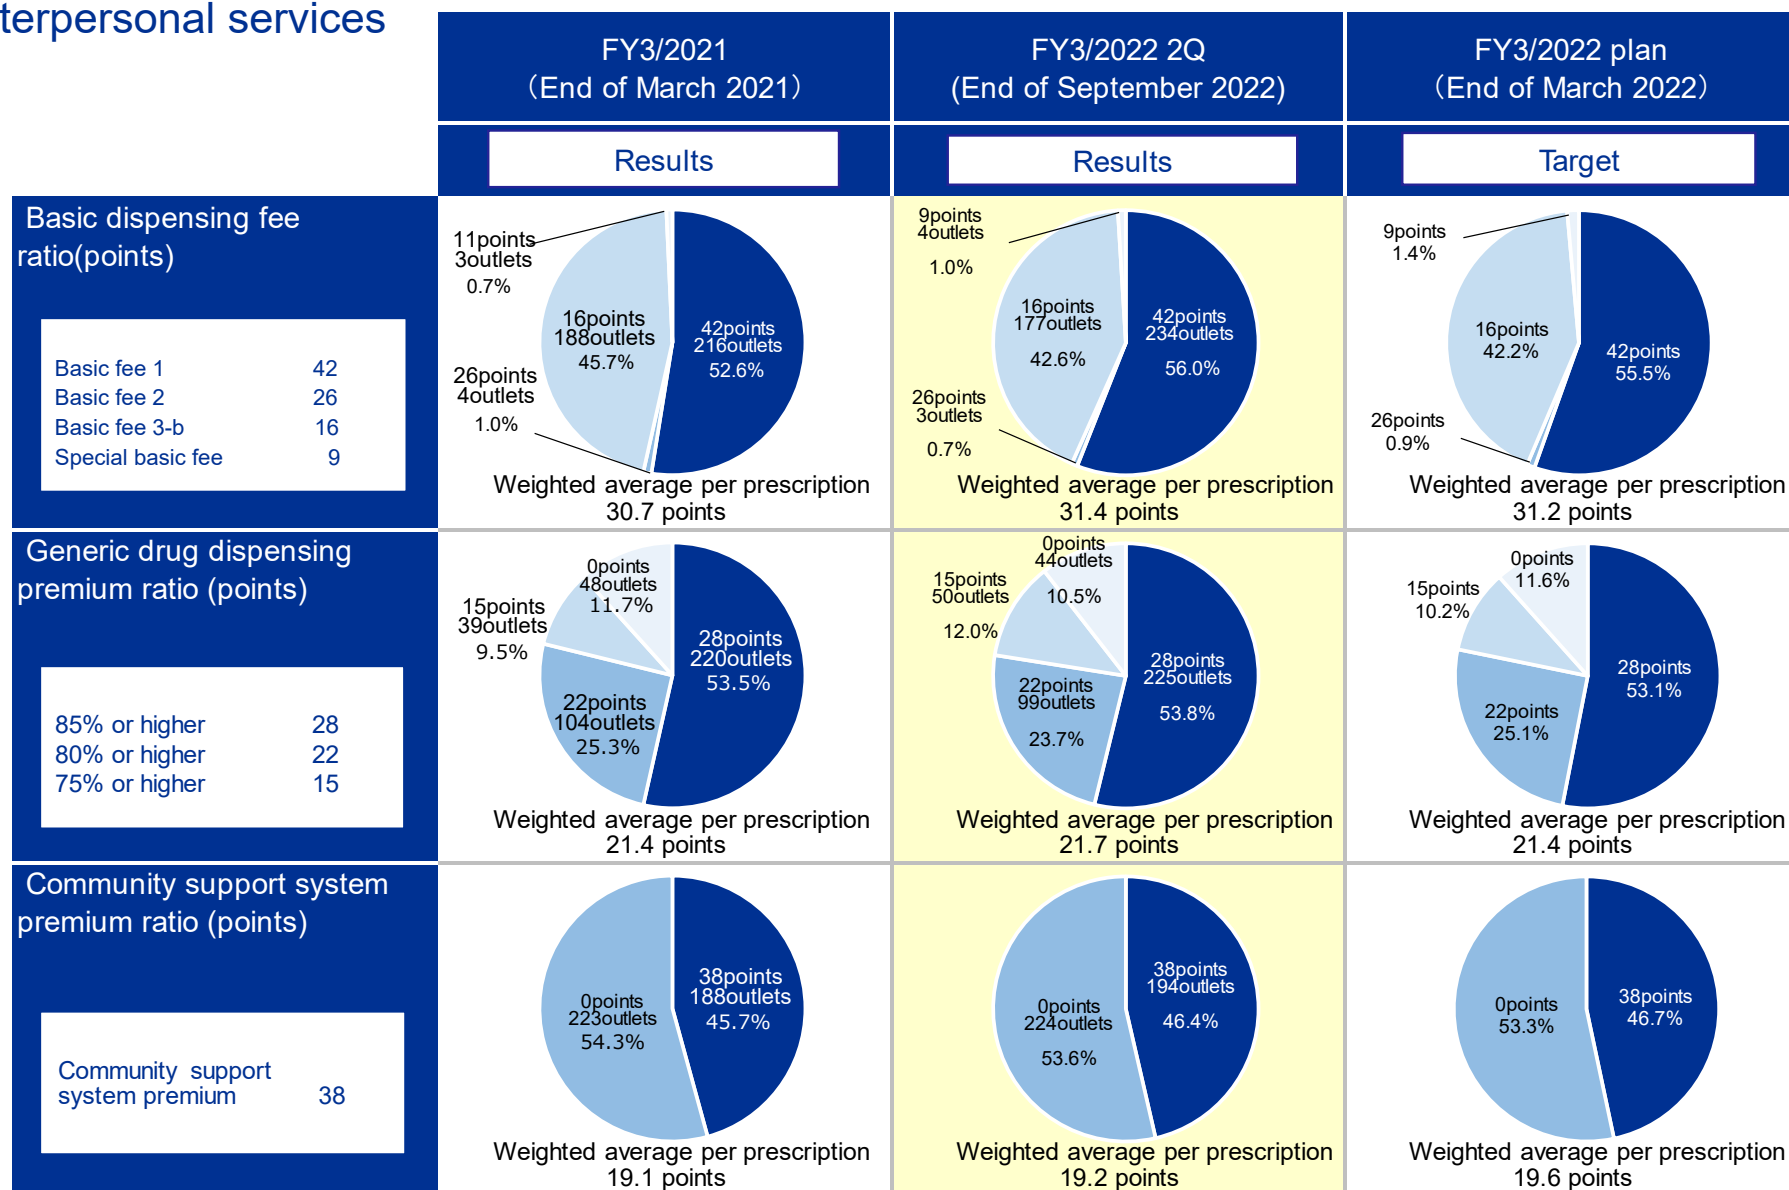 terpersonal services
FY3/2021
（End of March 2021）
FY3/2022 2Q
(End of September 2022)
FY3/2022 plan
（End of March 2022）
Results
Results
Target
Basic dispensing fee
ratio(points)
Basic fee 1 42
Basic fee 2 26
Basic fee 3-b 16
Special basic fee 9
11points
3outlets
0.7%
16points
188outlets
45.7%
42points
216outlets
52.6%
26points
4outlets
1.0%
Weighted average per prescription
30.7 points
9points
4outlets
1.0%
16points
177outlets
42.6%
42points
234outlets
56.0%
26points
3outlets
0.7%
Weighted average per prescription
31.4 points
9points
1.4%
16points
42.2%
42points
55.5%
26points
0.9%
Weighted average per prescription
31.2 points
Generic drug dispensing
premium ratio (points)
85% or higher 28
80% or higher 22
75% or higher 15
0points
48outlets
11.7%
15points
39outlets
9.5%
28points
220outlets
53.5%
22points
104outlets
25.3%
Weighted average per prescription
21.4 points
0points
44outlets
10.5%
15points
50outlets
12.0%
28points
225outlets
53.8%
22points
99outlets
23.7%
Weighted average per prescription
21.7 points
0points
11.6%
15points
10.2%
28points
53.1%
22points
25.1%
Weighted average per prescription
21.4 points
Community support system
premium ratio (points)
Community support
system premium 38
38points
188outlets
45.7%
0points
223outlets
54.3%
Weighted average per prescription
19.1 points
38points
194outlets
46.4%
0points
224outlets
53.6%
Weighted average per prescription
19.2 points
0points
53.3%
38points
46.7%
Weighted average per prescription
19.6 points